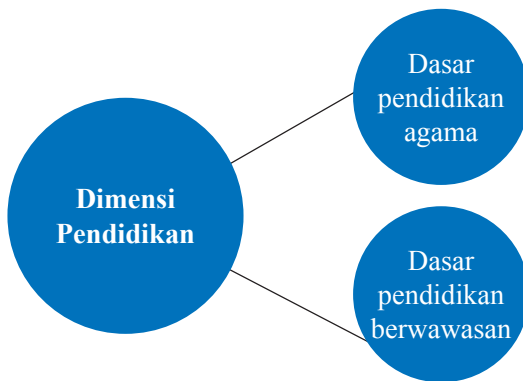 Dimensi
Pendidikan
Dasar
pendidikan
agama
Dasar
pendidikan
berwawasan